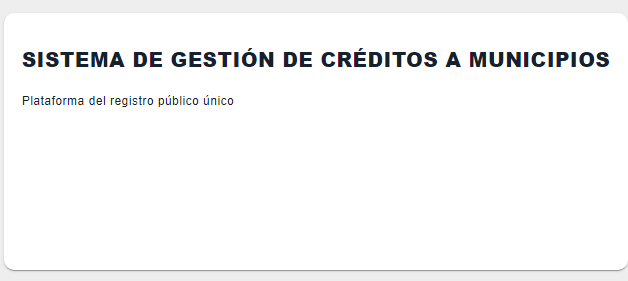 SISTEMA DE GESTIÓN DE CRÉDITOS A MUNICIPIOS
Plataforma del registro público único